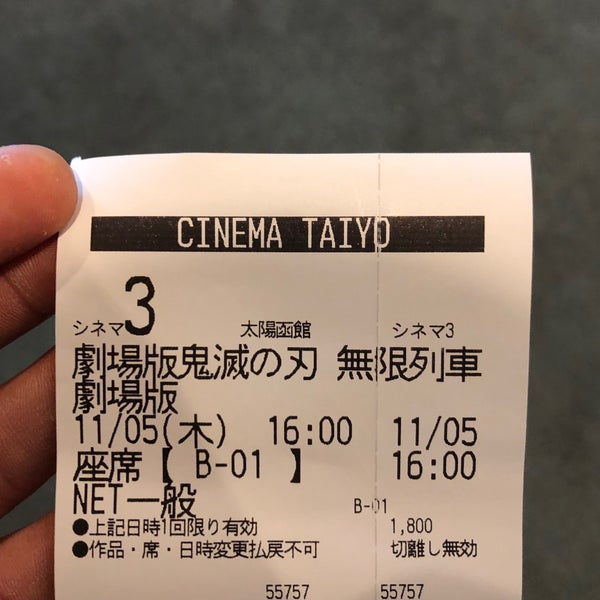 CINEMA TAIYO
シネマ3 太陽函館 シネマ3
劇場版鬼滅の刃 無限列車
劇場版
11/05(木) 16:00 11/05
座席【 B-01 】 16:00
NET一般 B-01
●上記日時1回限り有効 1,800
●作品・席・日時変更払戻不可 切離し無効
55757 55757